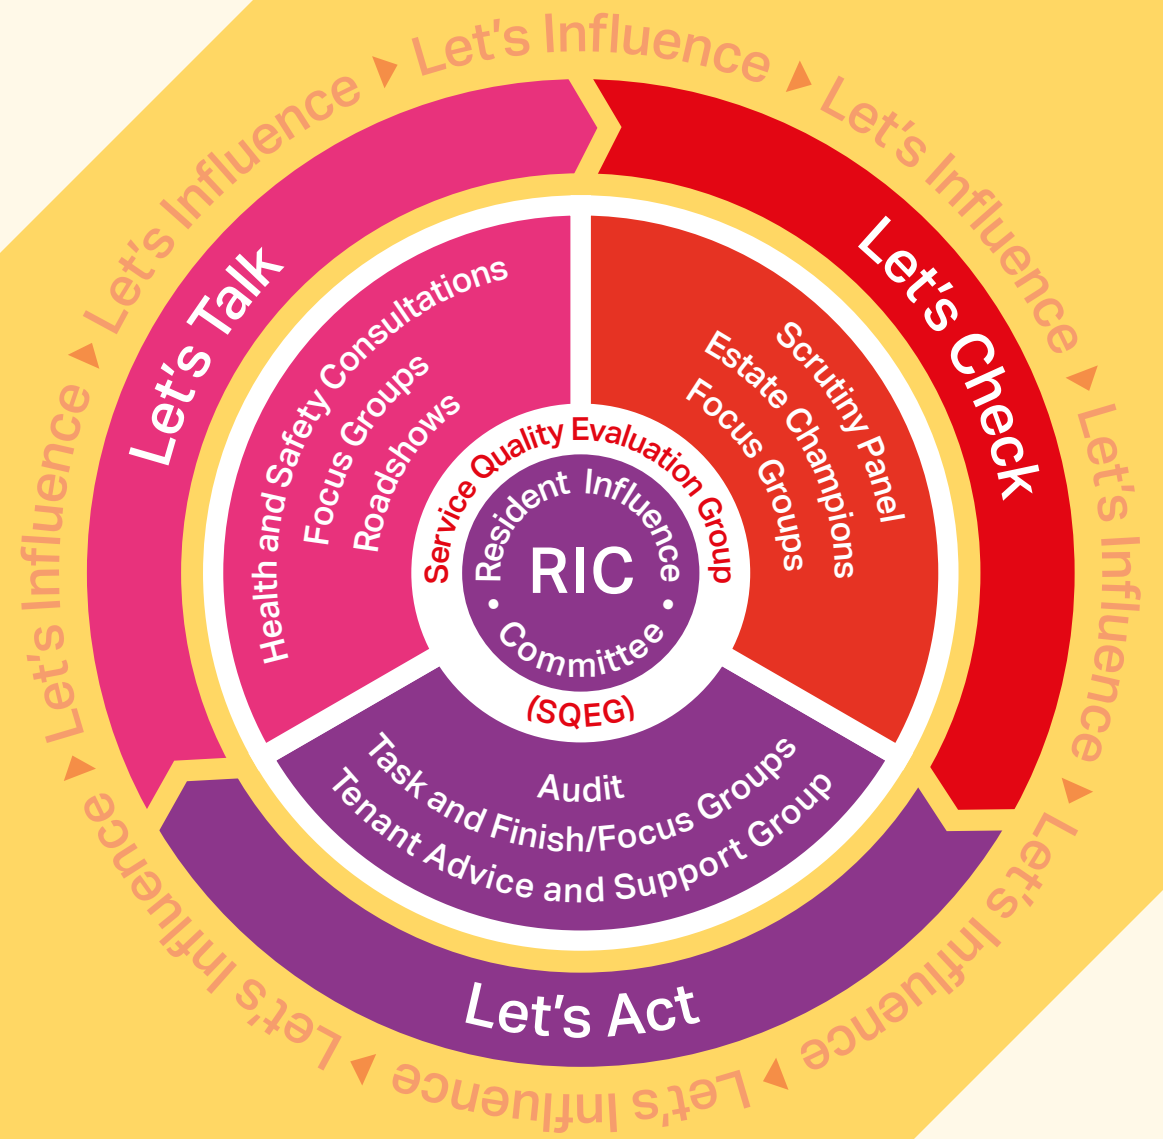 Let's Influence
Let's Influence
Let's Influence
Let's Influence
Let's Influence
Let's Influence
Let's Influence
Let's Influence
Let's Talk
Let's Check
Let's Act
Health and Safety Consultations
Focus Groups
Roadshows
Scrutiny Panel
Estate Champions
Focus Groups
Service Quality Evaluation Group
(SQEG)
Resident Influence
RIC
• Committee •
Audit
Task and Finish/Focus Groups
Tenant Advice and Support Group